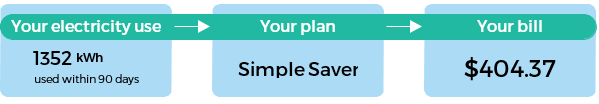 Your electricity use
1352 kWh
used within 90 days
Your plan
Simple Saver
Your bill
$404.37